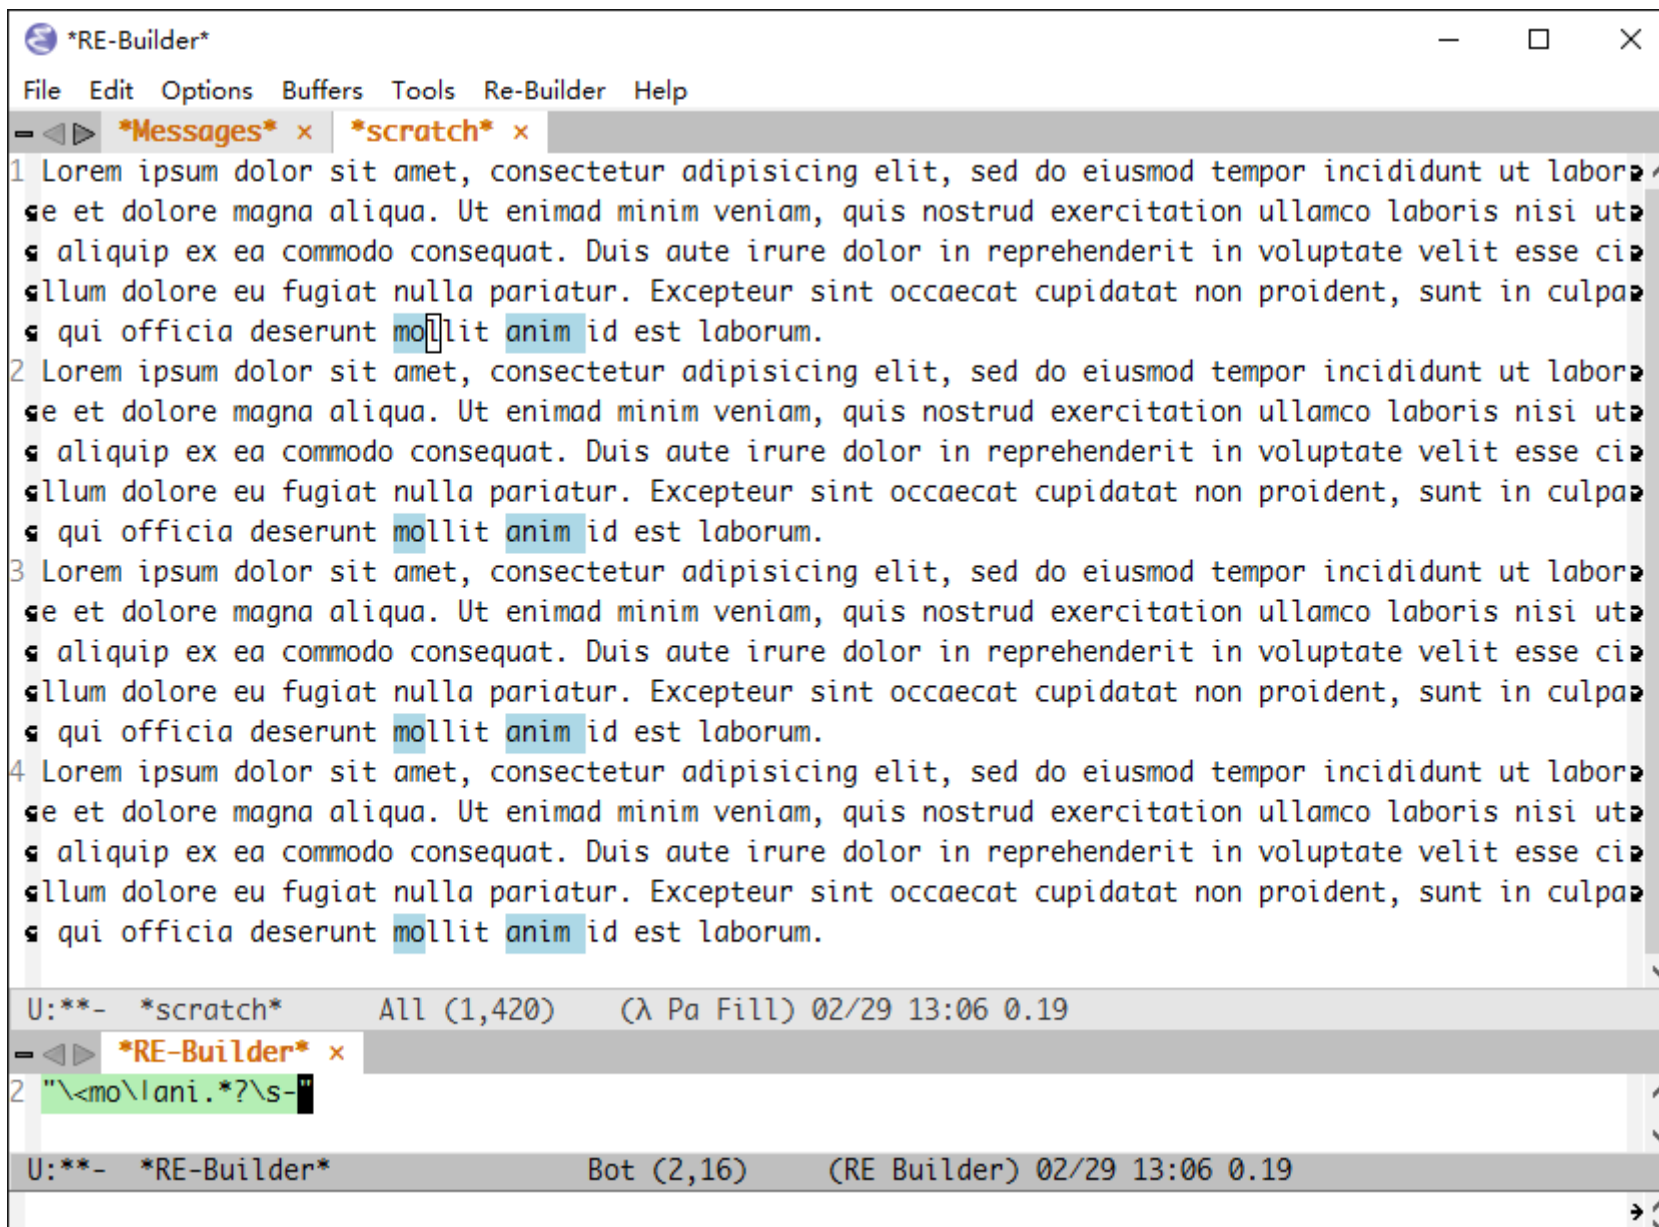 *RE-Builder*
File Edit Options Buffers Tools Re-Builder Help
*Messages* × *scratch* ×
1 Lorem ipsum dolor sit amet, consectetur adipisicing elit, sed do eiusmod tempor incididunt ut labor
e et dolore magna aliqua. Ut enimad minim veniam, quis nostrud exercitation ullamco laboris nisi ut
aliquip ex ea commodo consequat. Duis aute irure dolor in reprehenderit in voluptate velit esse ci
llum dolore eu fugiat nulla pariatur. Excepteur sint occaecat cupidatat non proident, sunt in culpa
qui officia deserunt mollit anim id est laborum.
2 Lorem ipsum dolor sit amet, consectetur adipisicing elit, sed do eiusmod tempor incididunt ut labor
e et dolore magna aliqua. Ut enimad minim veniam, quis nostrud exercitation ullamco laboris nisi ut
aliquip ex ea commodo consequat. Duis aute irure dolor in reprehenderit in voluptate velit esse ci
llum dolore eu fugiat nulla pariatur. Excepteur sint occaecat cupidatat non proident, sunt in culpa
qui officia deserunt mollit anim id est laborum.
3 Lorem ipsum dolor sit amet, consectetur adipisicing elit, sed do eiusmod tempor incididunt ut labor
e et dolore magna aliqua. Ut enimad minim veniam, quis nostrud exercitation ullamco laboris nisi ut
aliquip ex ea commodo consequat. Duis aute irure dolor in reprehenderit in voluptate velit esse ci
llum dolore eu fugiat nulla pariatur. Excepteur sint occaecat cupidatat non proident, sunt in culpa
qui officia deserunt mollit anim id est laborum.
4 Lorem ipsum dolor sit amet, consectetur adipisicing elit, sed do eiusmod tempor incididunt ut labor
e et dolore magna aliqua. Ut enimad minim veniam, quis nostrud exercitation ullamco laboris nisi ut
aliquip ex ea commodo consequat. Duis aute irure dolor in reprehenderit in voluptate velit esse ci
llum dolore eu fugiat nulla pariatur. Excepteur sint occaecat cupidatat non proident, sunt in culpa
qui officia deserunt mollit anim id est laborum.
U:**- *scratch* All (1,420) (λ Pa Fill) 02/29 13:06 0.19
*RE-Builder* ×
2 "\<mo\|ani.*?\s-"
U:**- *RE-Builder* Bot (2,16) (RE Builder) 02/29 13:06 0.19